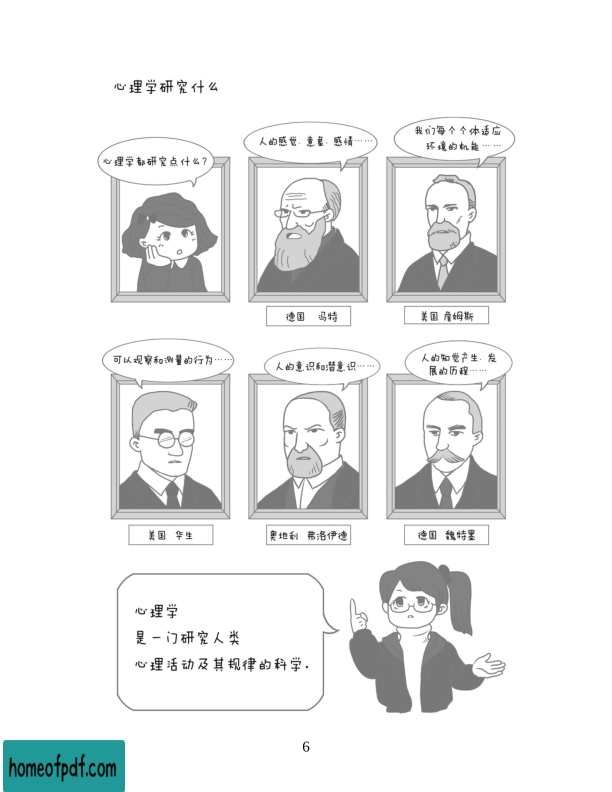 心理学研究什么
心理学都研究点什么？
人的感觉、意象、感情……
我们每个个体适应
环境的机能……
德国 冯特
美国 詹姆斯
可以观察和测量的行为……
人的意识和潜意识……
人的知觉产生、发
展的历程……
美国 华生
奥地利 弗洛伊德
德国 魏特墨
心理学
是一门研究人类
心理活动及其规律的科学。
6
homeofpdf.com